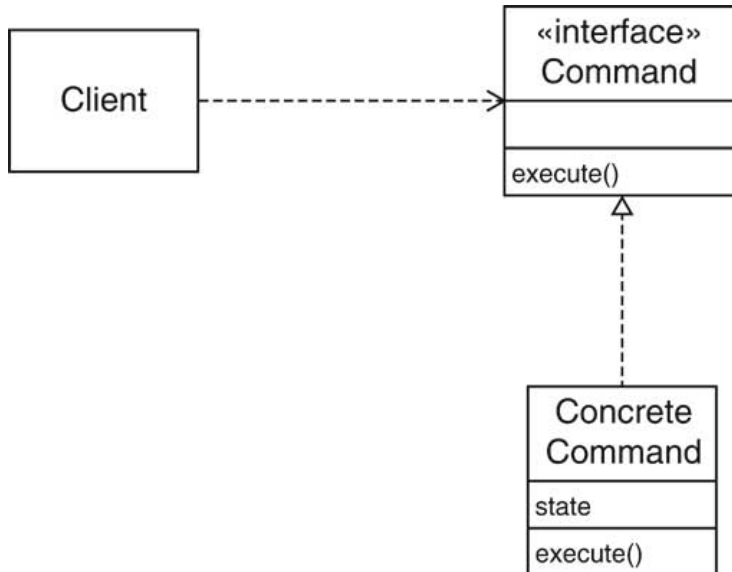 Client
«interface»
Command
execute()
Concrete
Command
state
execute()